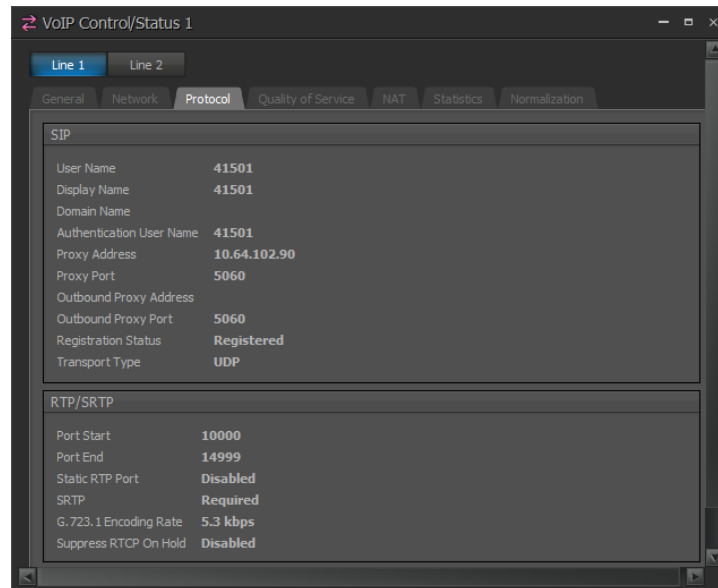 VoIP Control/Status 1
Line 1 Line 2
General Network Protocol Quality of Service NAT Statistics Normalization
SIP
User Name 41501
Display Name 41501
Domain Name
Authentication User Name 41501
Proxy Address 10.64.102.90
Proxy Port 5060
Outbound Proxy Address
Outbound Proxy Port 5060
Registration Status Registered
Transport Type UDP
RTP/SRTP
Port Start 10000
Port End 14999
Static RTP Port Disabled
SRTP Required
G.723.1 Encoding Rate 5.3 kbps
Suppress RTCP On Hold Disabled